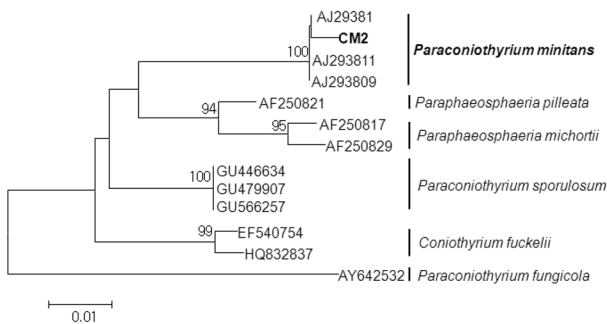 AJ29381
100 CM2 Paraconiothyrium minitans
AJ293811
AJ293809
94 AF250821 Paraphaeosphaeria pilleata
95 AF250817
AF250829 Paraphaeosphaeria michortii
100 GU446634
GU479907 Paraconiothyrium sporulosum
GU566257
99 EF540754 Coniothyrium fuckelii
HQ832837
AY642532 Paraconiothyrium fungicola
0.01